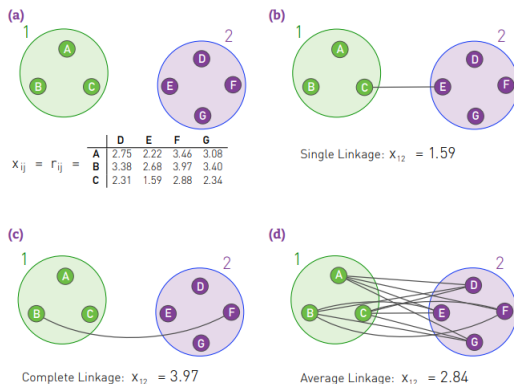 (a)
1
2
A
B
C
D
E
F
G
D E F G
x ij = r ij =
A 2.75 2.22 3.46 3.08
B 3.38 2.68 3.97 3.40
C 2.31 1.59 2.88 2.34
(b)
1
2
A
B
C
D
E
F
G
Single Linkage: x12 = 1.59
(c)
1
2
A
B
C
D
E
F
G
Complete Linkage: x12 = 3.97
(d)
1
2
A
B
C
D
E
F
G
Average Linkage: x12 = 2.84